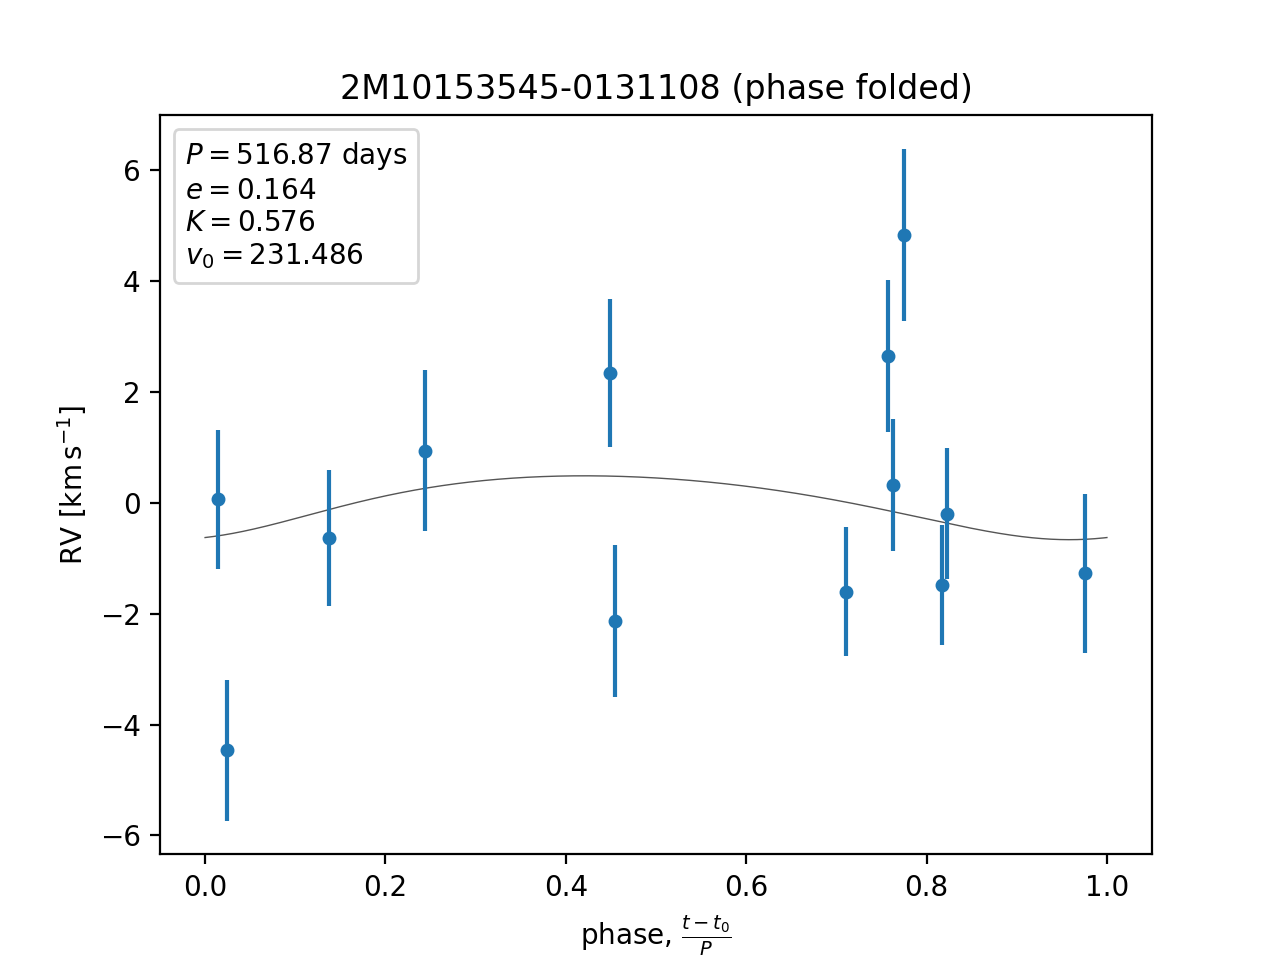 2M10153545-0131108 (phase folded)
P = 516.87 days
e = 0.164
K = 0.576
v₀ = 231.486
6
4
2
0
−2
−4
−6
RV [km s⁻¹]
0.0 0.2 0.4 0.6 0.8 1.0
phase, (t − t₀)/P